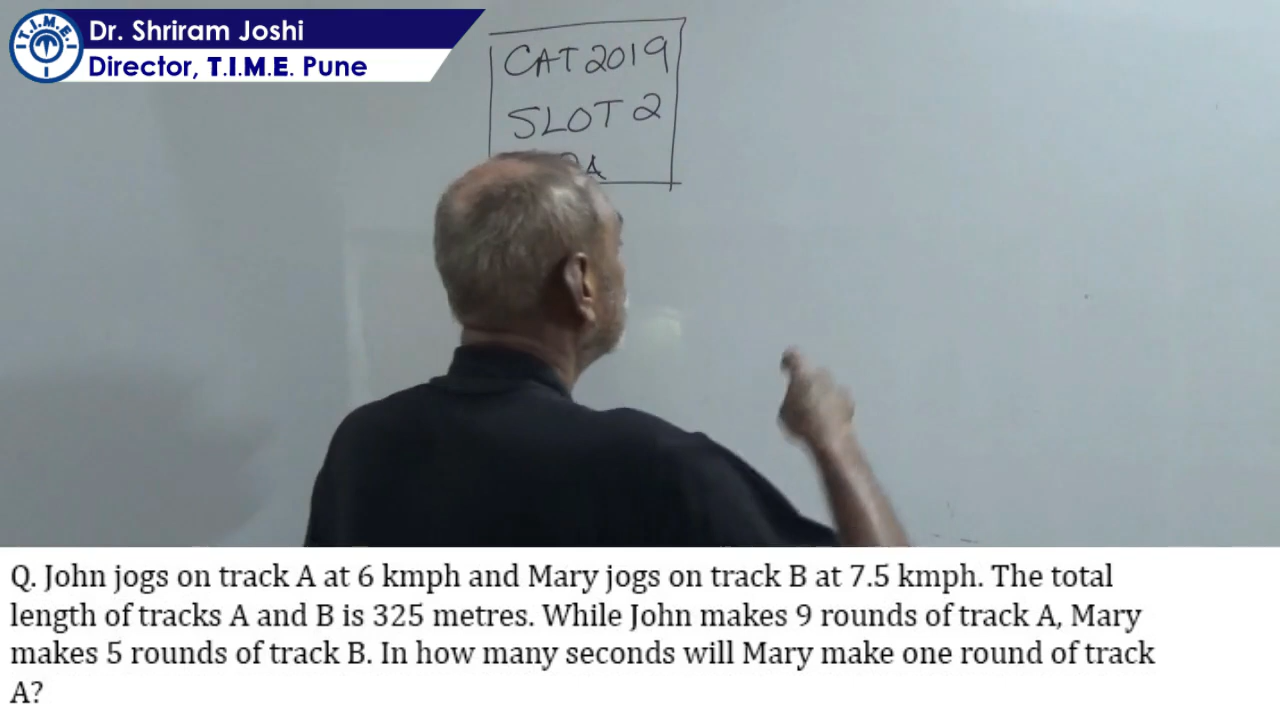 T.I.M.E.
Dr. Shriram Joshi
Director, T.I.M.E. Pune
CAT 2019
SLOT 2
Q. John jogs on track A at 6 kmph and Mary jogs on track B at 7.5 kmph. The total
length of tracks A and B is 325 metres. While John makes 9 rounds of track A, Mary
makes 5 rounds of track B. In how many seconds will Mary make one round of track
A?